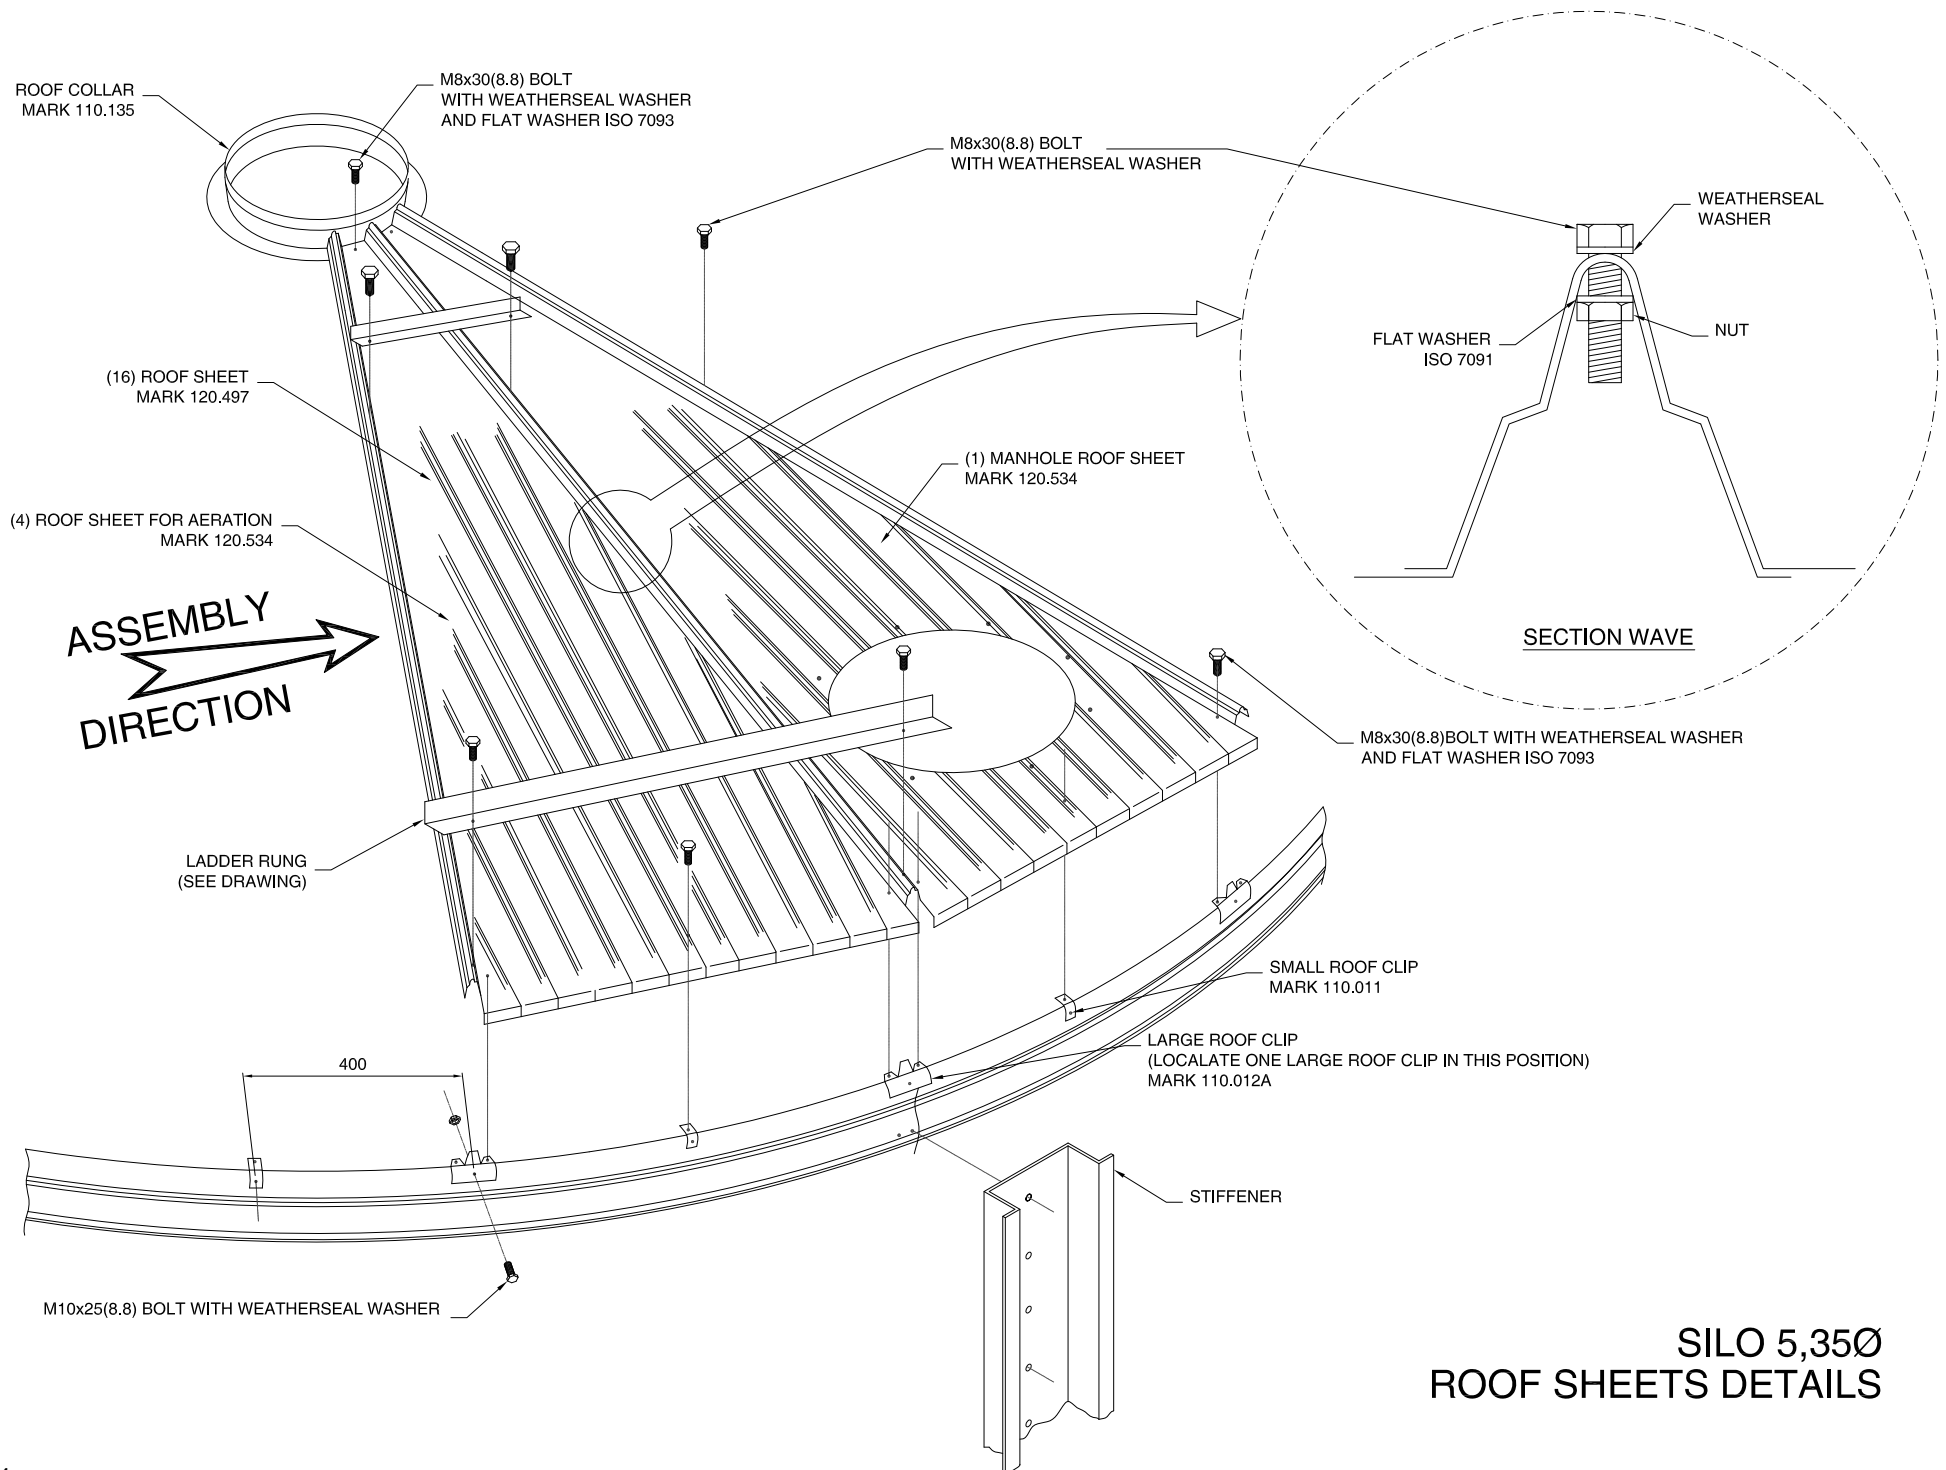 ROOF COLLAR
MARK 110.135
M8x30(8.8) BOLT
WITH WEATHERSEAL WASHER
AND FLAT WASHER ISO 7093
M8x30(8.8) BOLT
WITH WEATHERSEAL WASHER
WEATHERSEAL
WASHER
FLAT WASHER
ISO 7091
NUT
SECTION WAVE
(16) ROOF SHEET
MARK 120.497
(1) MANHOLE ROOF SHEET
MARK 120.534
(4) ROOF SHEET FOR AERATION
MARK 120.534
ASSEMBLY
DIRECTION
M8x30(8.8)BOLT WITH WEATHERSEAL WASHER
AND FLAT WASHER ISO 7093
LADDER RUNG
(SEE DRAWING)
SMALL ROOF CLIP
MARK 110.011
LARGE ROOF CLIP
(LOCALATE ONE LARGE ROOF CLIP IN THIS POSITION)
MARK 110.012A
400
STIFFENER
M10x25(8.8) BOLT WITH WEATHERSEAL WASHER
SILO 5,35Ø
ROOF SHEETS DETAILS